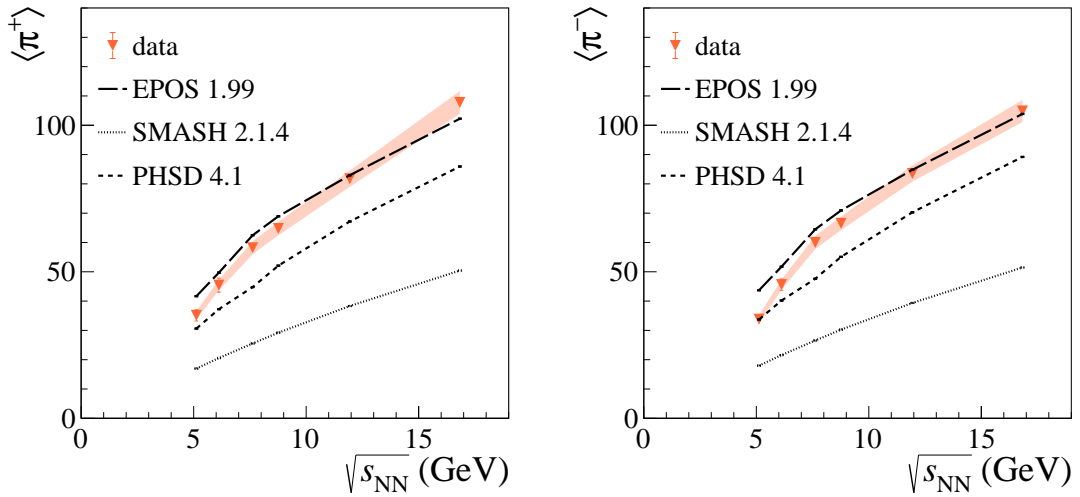 ⟨π⁺⟩
data
EPOS 1.99
SMASH 2.1.4
PHSD 4.1
100
50
0
0 5 10 15
√sNN (GeV)
⟨π⁻⟩
data
EPOS 1.99
SMASH 2.1.4
PHSD 4.1
100
50
0
0 5 10 15
√sNN (GeV)